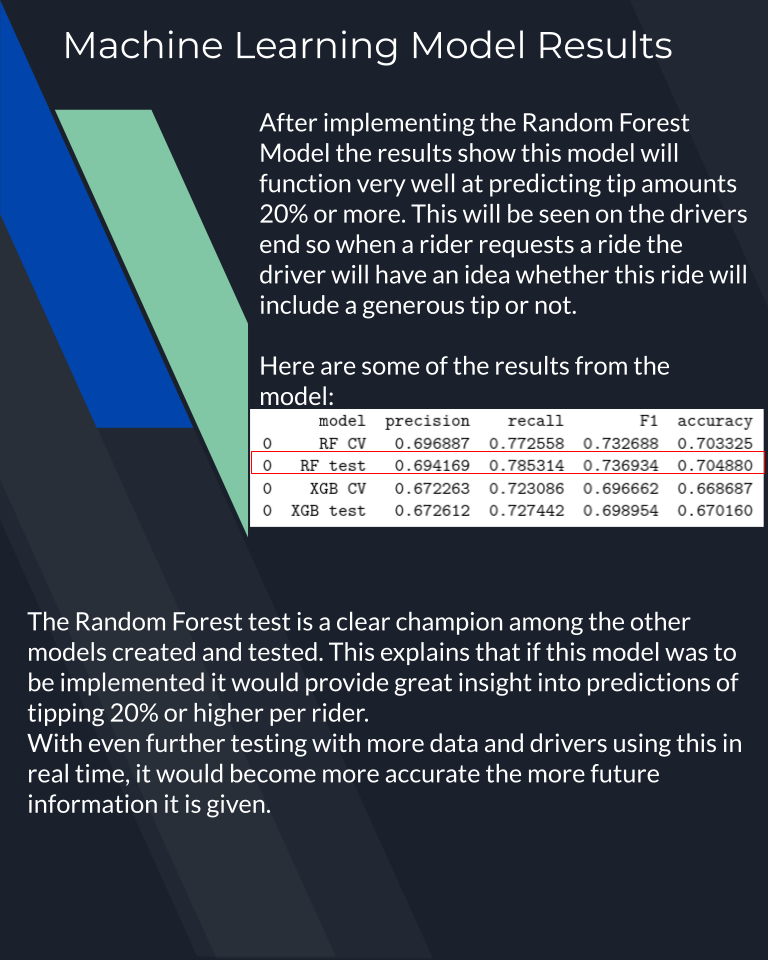 Machine Learning Model Results
After implementing the Random Forest
Model the results show this model will
function very well at predicting tip amounts
20% or more. This will be seen on the drivers
end so when a rider requests a ride the
driver will have an idea whether this ride will
include a generous tip or not.
Here are some of the results from the
model:
model precision recall F1 accuracy
0 RF CV 0.696887 0.772558 0.732688 0.703325
0 RF test 0.694169 0.785314 0.736934 0.704880
0 XGB CV 0.672263 0.723086 0.696662 0.668687
0 XGB test 0.672612 0.727442 0.698954 0.670160
The Random Forest test is a clear champion among the other
models created and tested. This explains that if this model was to
be implemented it would provide great insight into predictions of
tipping 20% or higher per rider.
With even further testing with more data and drivers using this in
real time, it would become more accurate the more future
information it is given.